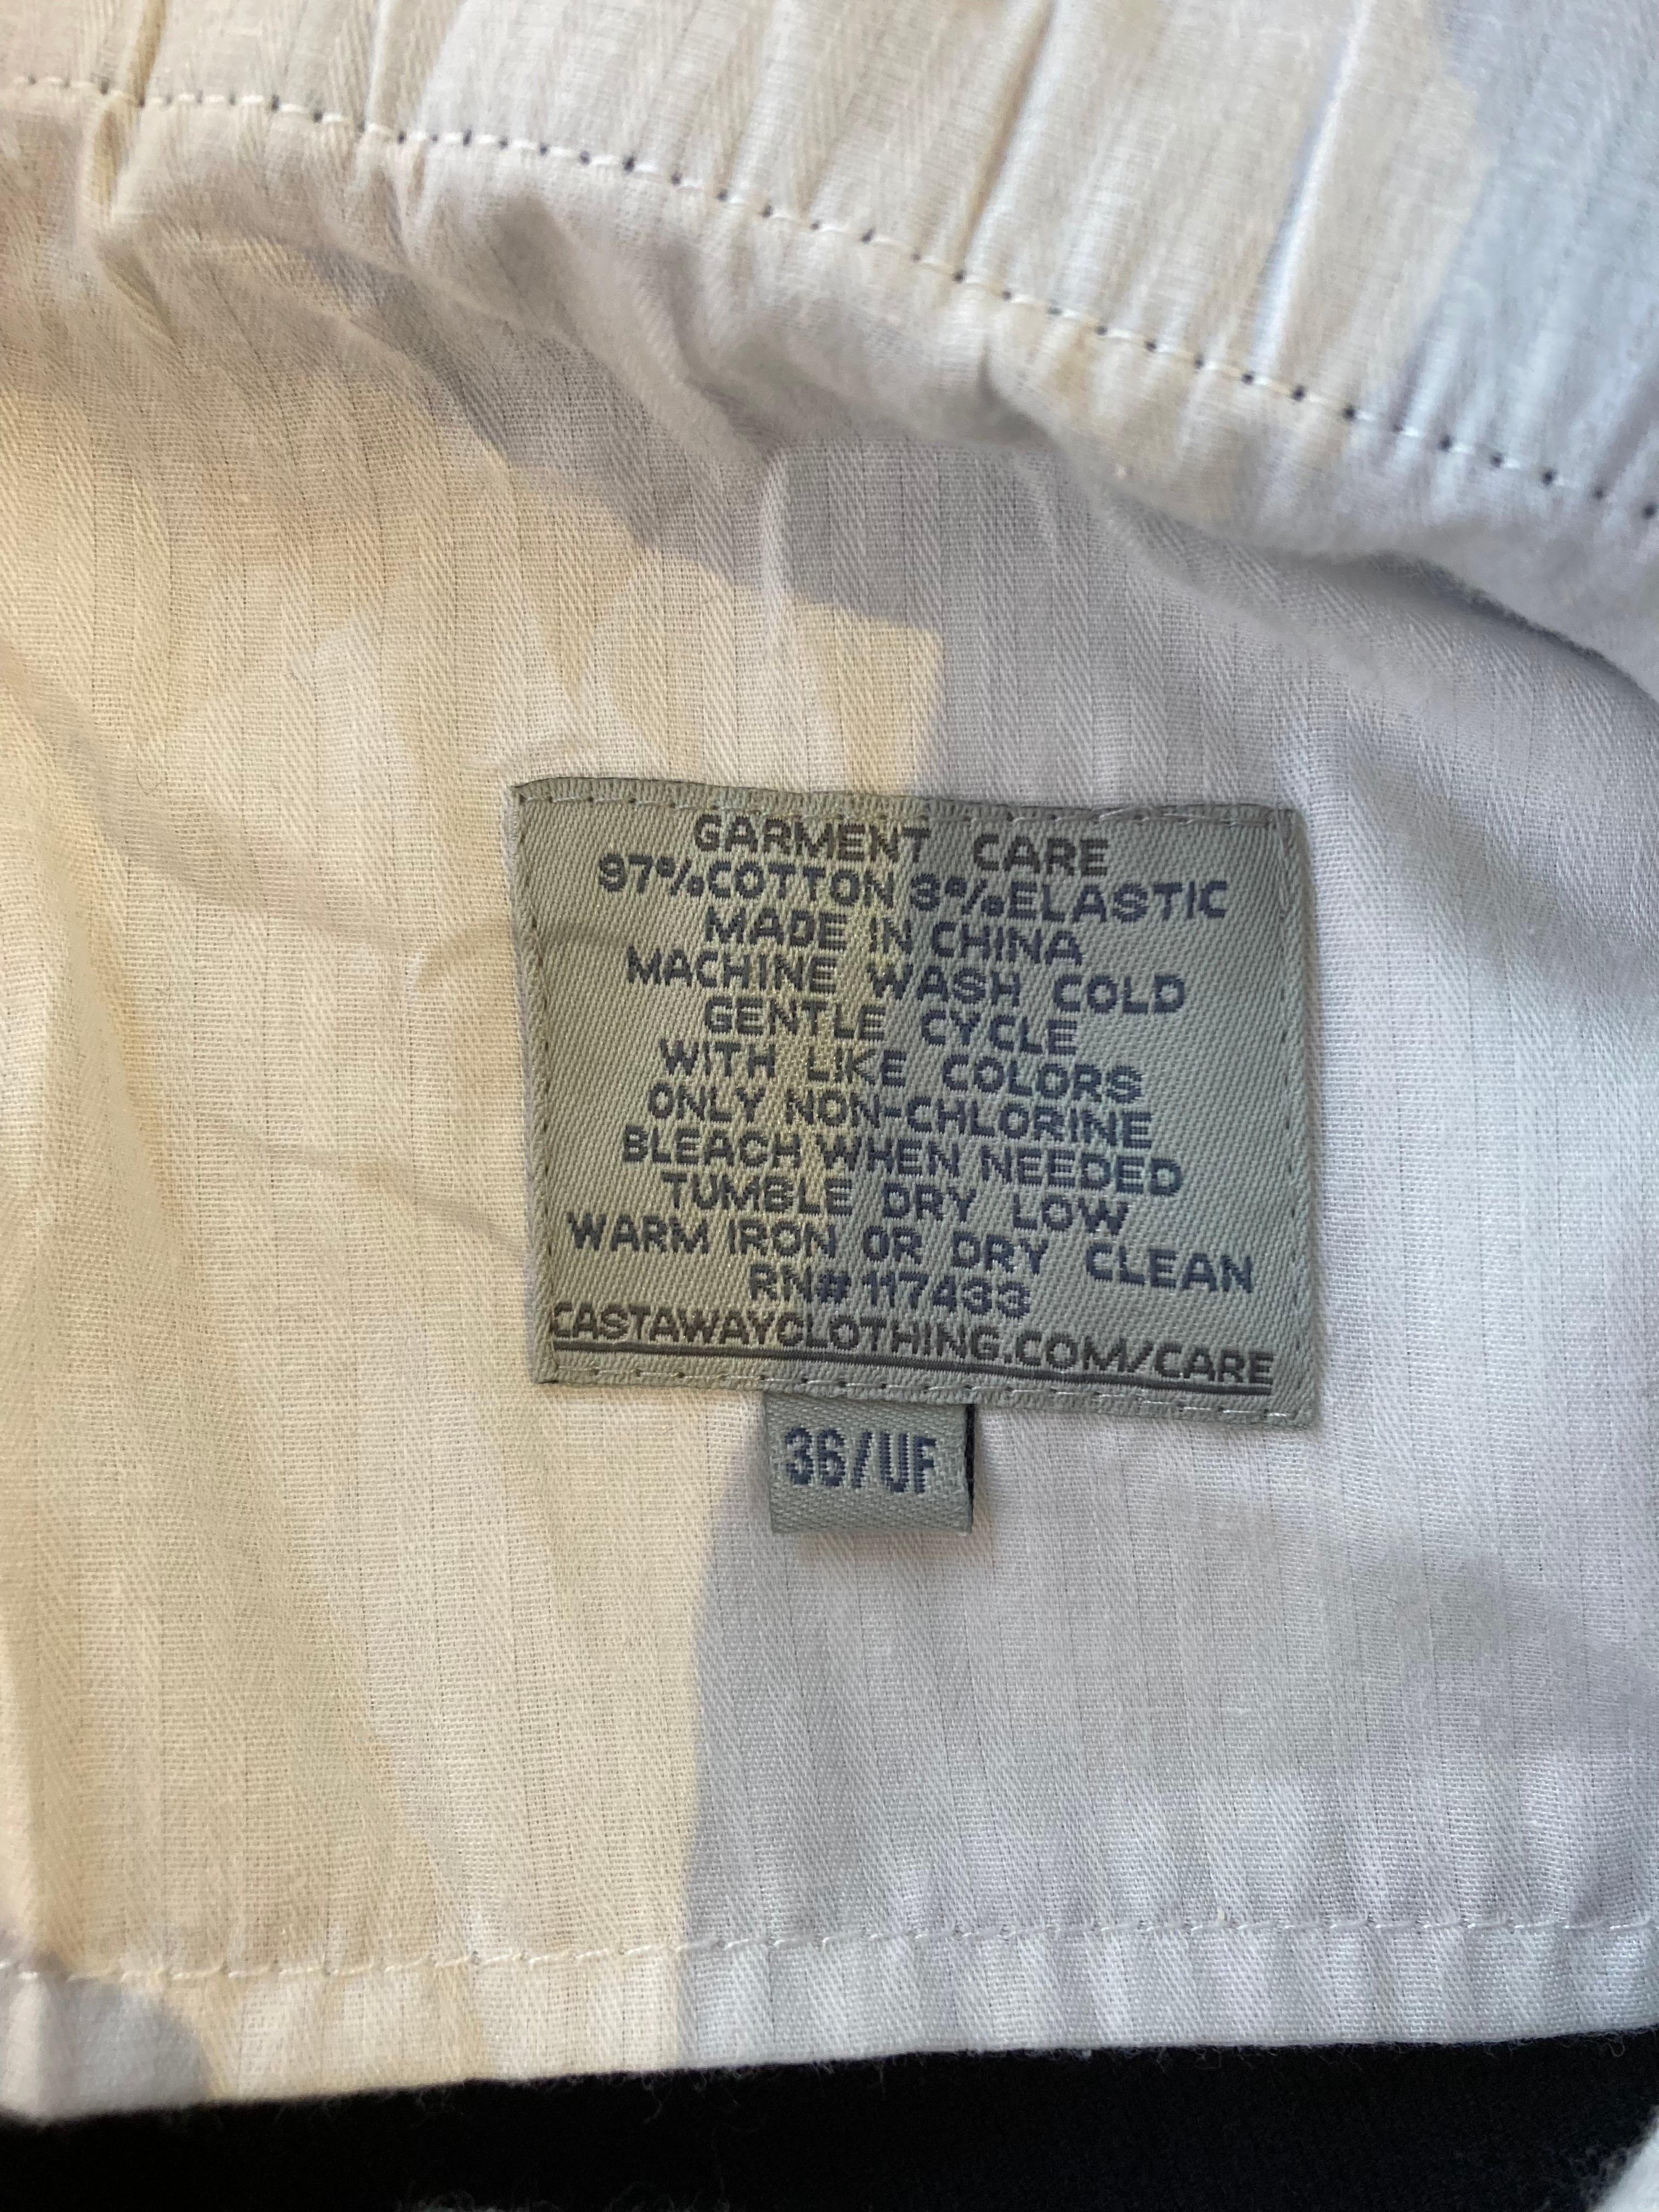 GARMENT CARE
97%COTTON 3%ELASTIC
MADE IN CHINA
MACHINE WASH COLD
GENTLE CYCLE
WITH LIKE COLORS
ONLY NON-CHLORINE
BLEACH WHEN NEEDED
TUMBLE DRY LOW
WARM IRON OR DRY CLEAN
RN# 117433
CASTAWAYCLOTHING.COM/CARE
36/UF